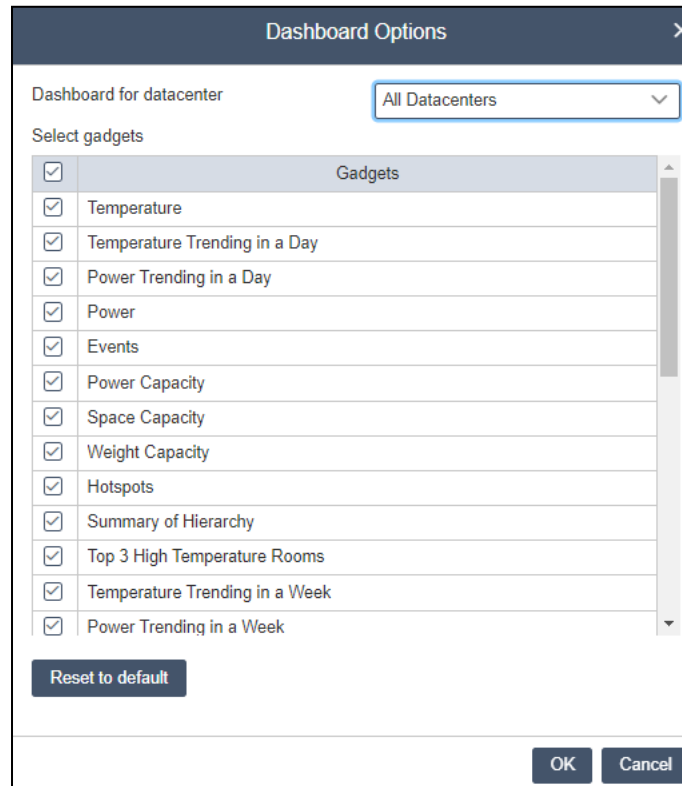 Dashboard Options
Dashboard for datacenter
All Datacenters
Select gadgets
Gadgets
Temperature
Temperature Trending in a Day
Power Trending in a Day
Power
Events
Power Capacity
Space Capacity
Weight Capacity
Hotspots
Summary of Hierarchy
Top 3 High Temperature Rooms
Temperature Trending in a Week
Power Trending in a Week
Reset to default
OK Cancel